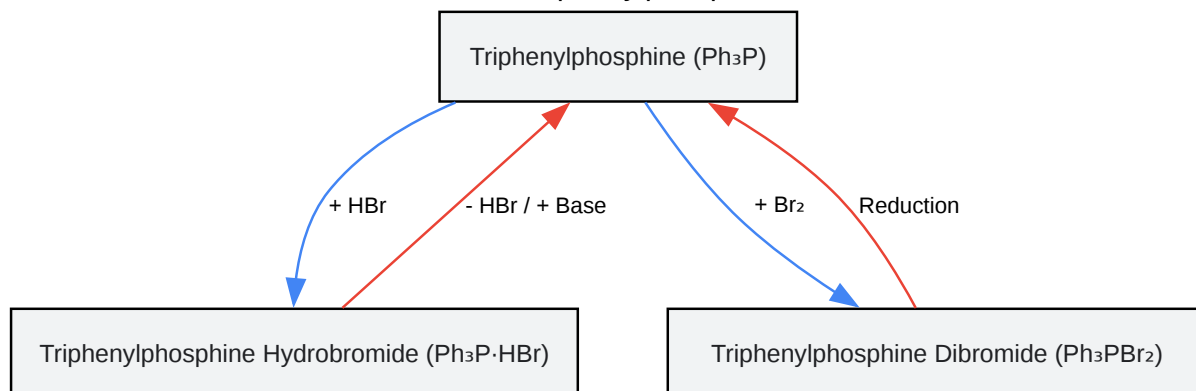 Triphenylphosphine (Ph₃P)
+ HBr
- HBr / + Base
+ Br₂
Reduction
Triphenylphosphine Hydrobromide (Ph₃P·HBr)
Triphenylphosphine Dibromide (Ph₃PBr₂)